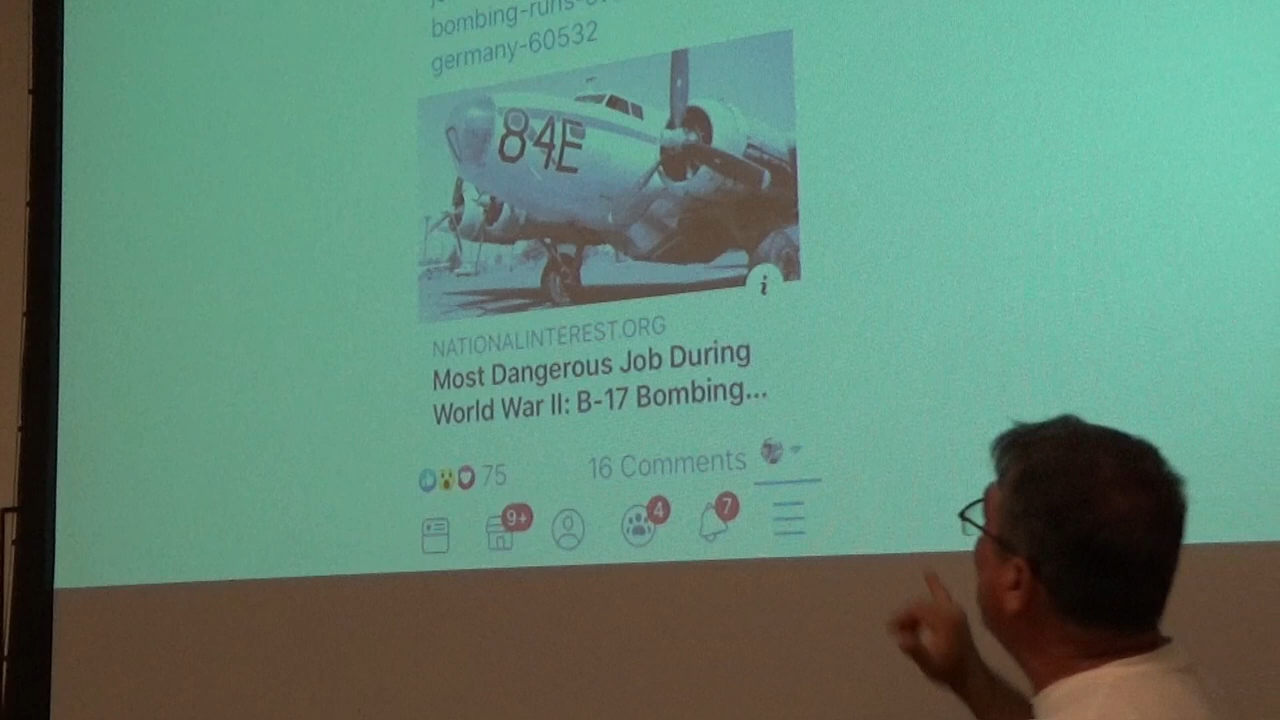 bombing-runs-
germany-60532
84E
i
NATIONALINTEREST.ORG
Most Dangerous Job During
World War II: B-17 Bombing...
75
16 Comments
9+
4
7